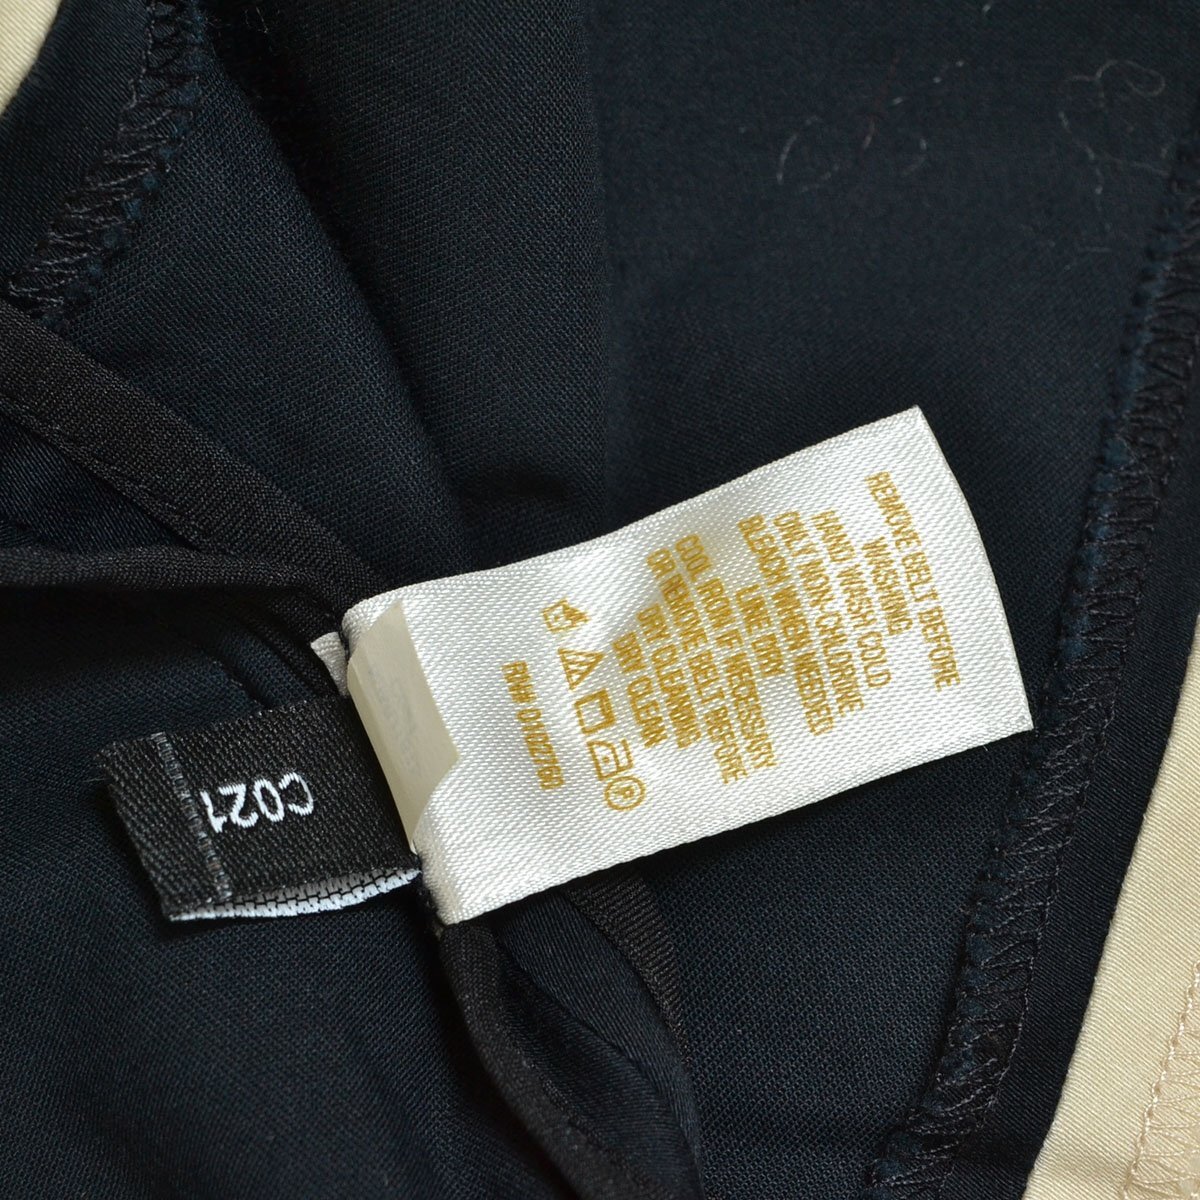 REMOVE BELT BEFORE
WASHING
HAND WASH COLD
ONLY NON-CHLORINE
BLEACH WHEN NEEDED
LINE DRY
COOL IRON IF NECESSARY
OR REMOVE BELT BEFORE
DRY CLEANING
DRY CLEAN
P
C021